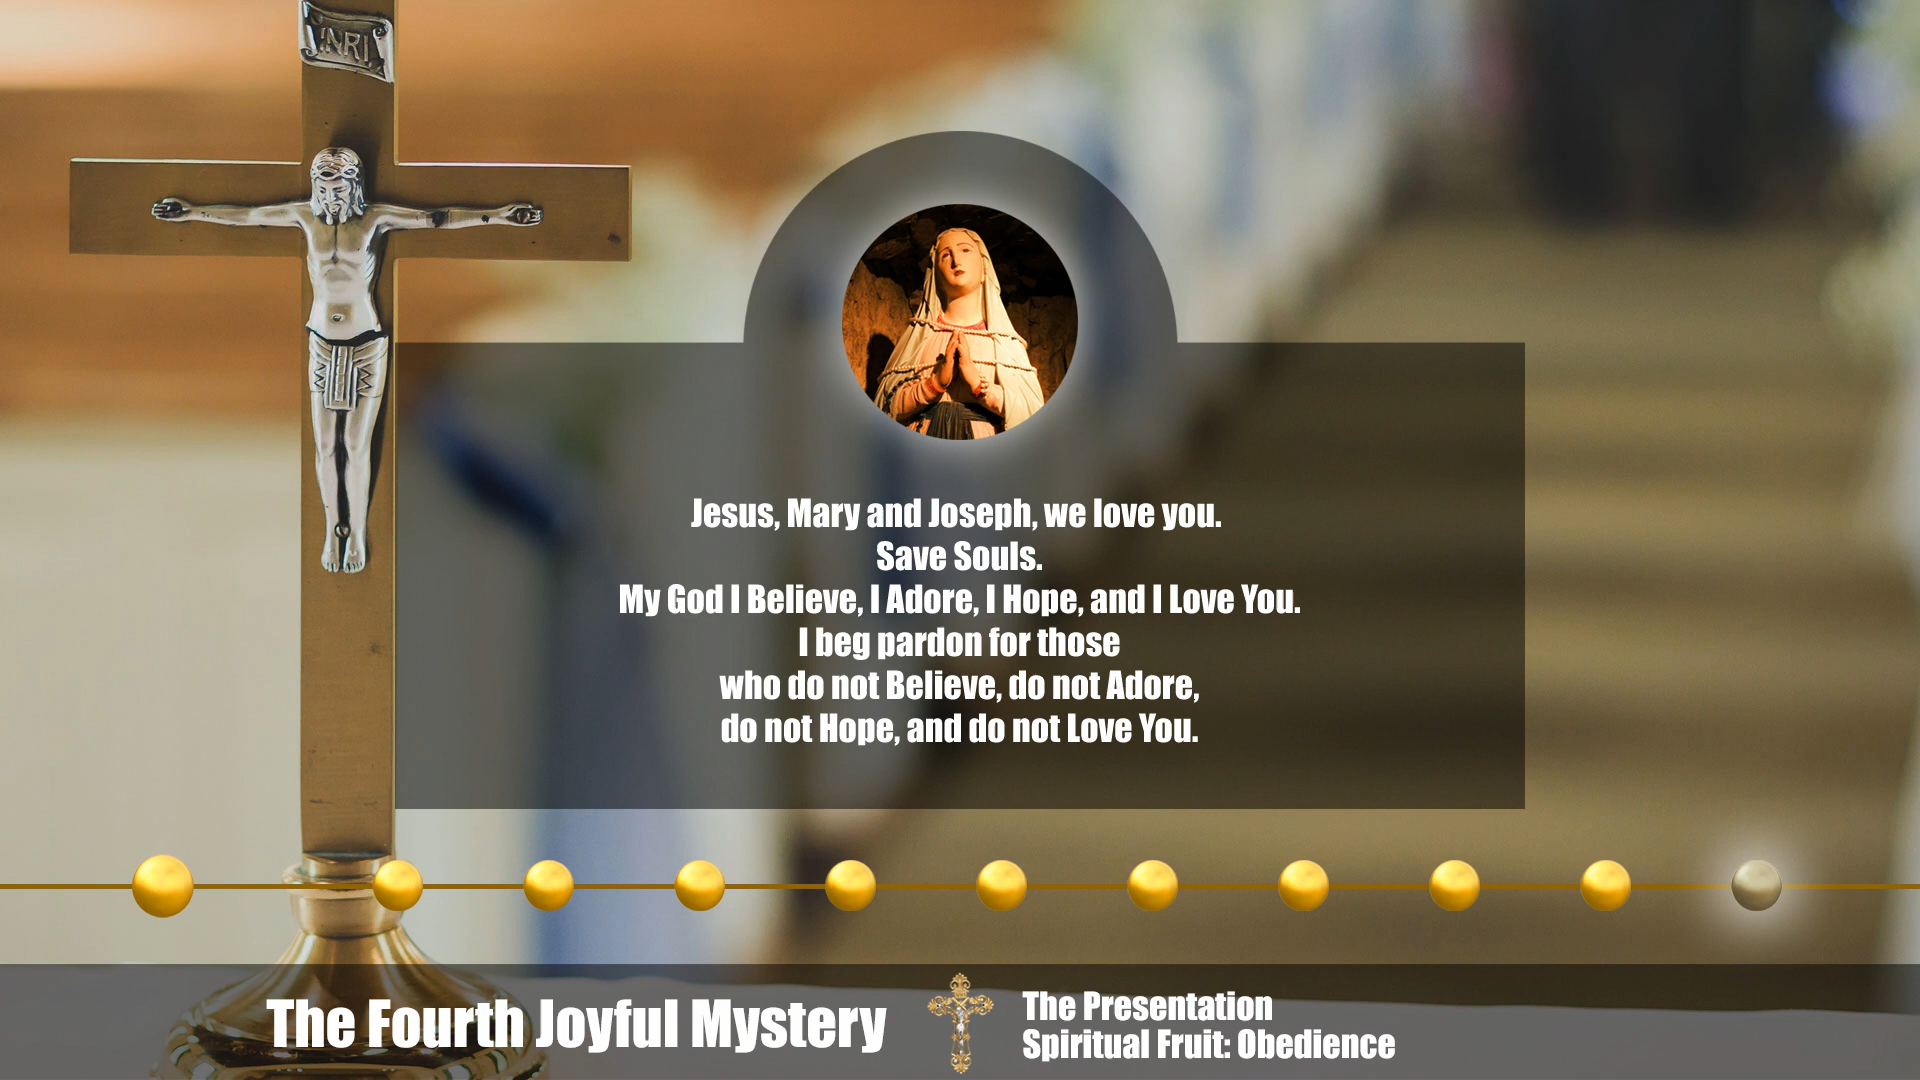 INRI
Jesus, Mary and Joseph, we love you.
Save Souls.
My God I Believe, I Adore, I Hope, and I Love You.
I beg pardon for those
who do not Believe, do not Adore,
do not Hope, and do not Love You.
The Fourth Joyful Mystery
The Presentation
Spiritual Fruit: Obedience